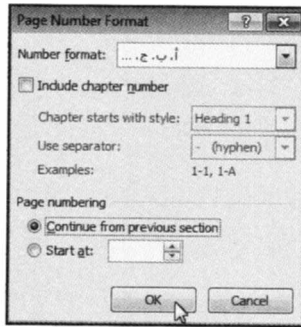 Page Number Format
Number format: أ، ب، ج، ...
Include chapter number
Chapter starts with style: Heading 1
Use separator: - (hyphen)
Examples: 1-1, 1-A
Page numbering
Continue from previous section
Start at:
OK Cancel